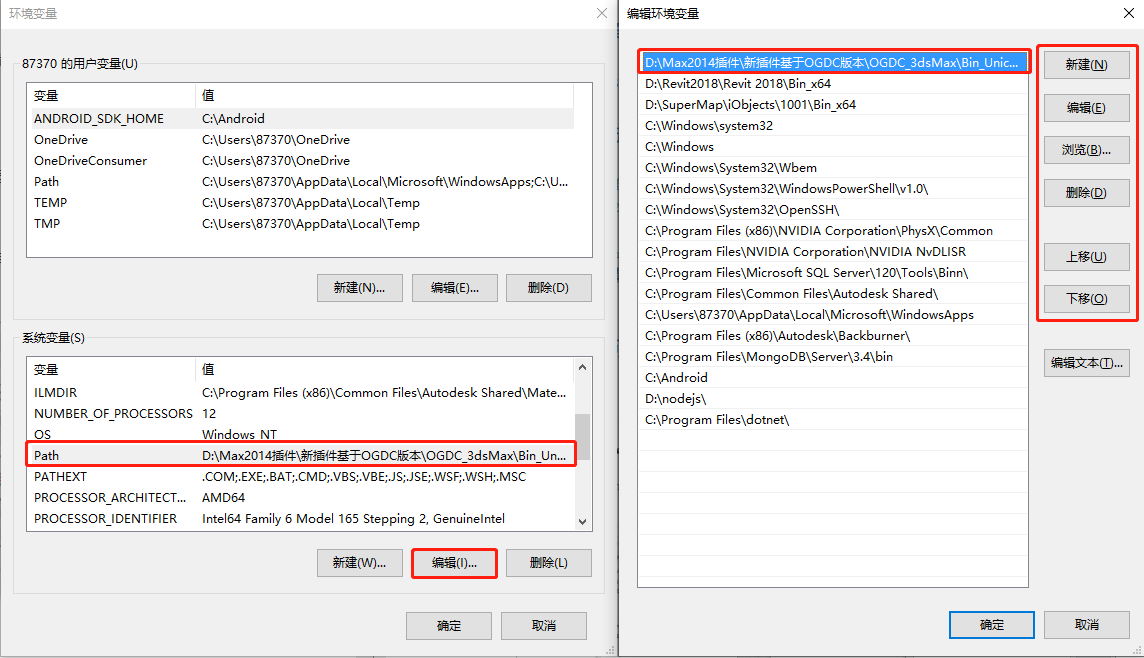 环境变量
87370 的用户变量(U)
变量 值
ANDROID_SDK_HOME C:\Android
OneDrive C:\Users\87370\OneDrive
OneDriveConsumer C:\Users\87370\OneDrive
Path C:\Users\87370\AppData\Local\Microsoft\WindowsApps;C:\U...
TEMP C:\Users\87370\AppData\Local\Temp
TMP C:\Users\87370\AppData\Local\Temp
新建(N)... 编辑(E)... 删除(D)
系统变量(S)
变量 值
ILMDIR C:\Program Files (x86)\Common Files\Autodesk Shared\Mate...
NUMBER_OF_PROCESSORS 12
OS Windows_NT
Path D:\Max2014插件\新插件基于OGDC版本\OGDC_3dsMax\Bin_Un...
PATHEXT .COM;.EXE;.BAT;.CMD;.VBS;.VBE;.JS;.JSE;.WSF;.WSH;.MSC
PROCESSOR_ARCHITECT... AMD64
PROCESSOR_IDENTIFIER Intel64 Family 6 Model 165 Stepping 2, GenuineIntel
新建(W)... 编辑(I)... 删除(L)
确定 取消
编辑环境变量
D:\Max2014插件\新插件基于OGDC版本\OGDC_3dsMax\Bin_Unic...
D:\Revit2018\Revit 2018\Bin_x64
D:\SuperMap\iObjects\1001\Bin_x64
C:\Windows\system32
C:\Windows
C:\Windows\System32\Wbem
C:\Windows\System32\WindowsPowerShell\v1.0\
C:\Windows\System32\OpenSSH\
C:\Program Files (x86)\NVIDIA Corporation\PhysX\Common
C:\Program Files\NVIDIA Corporation\NVIDIA NvDLISR
C:\Program Files\Microsoft SQL Server\120\Tools\Binn\
C:\Program Files\Common Files\Autodesk Shared\
C:\Users\87370\AppData\Local\Microsoft\WindowsApps
C:\Program Files (x86)\Autodesk\Backburner\
C:\Program Files\MongoDB\Server\3.4\bin
C:\Android
D:\nodejs\
C:\Program Files\dotnet\
新建(N)
编辑(E)
浏览(B)...
删除(D)
上移(U)
下移(O)
编辑文本(T)...
确定 取消